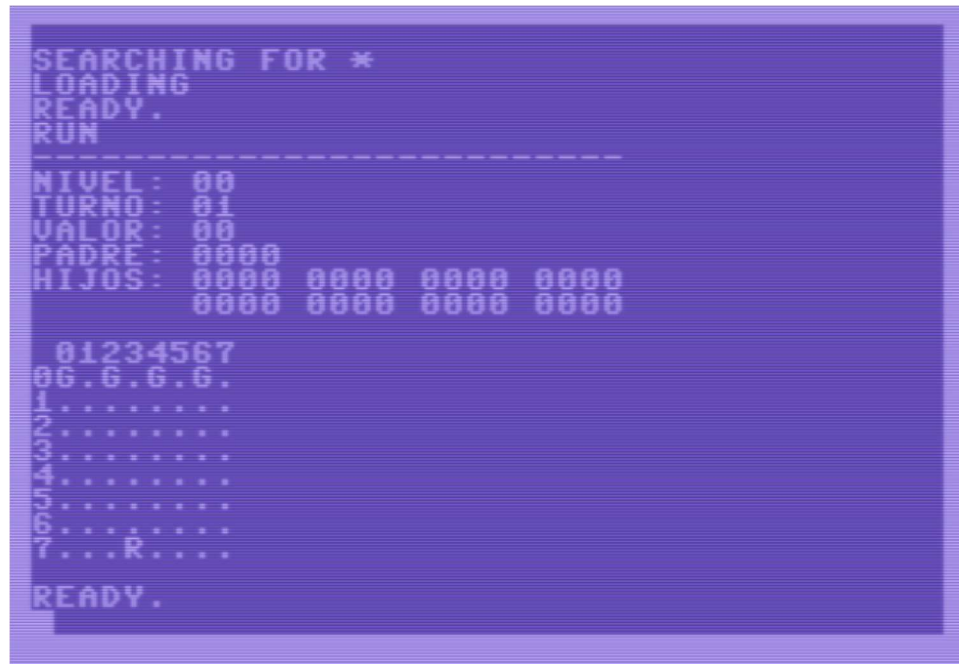 SEARCHING FOR *
LOADING
READY.
RUN
--------------------------
NIVEL: 00
TURNO: 01
VALOR: 00
PADRE: 0000
HIJOS: 0000 0000 0000 0000
       0000 0000 0000 0000
 01234567
0G.G.G.G.
1........
2........
3........
4........
5........
6........
7...R....
READY.